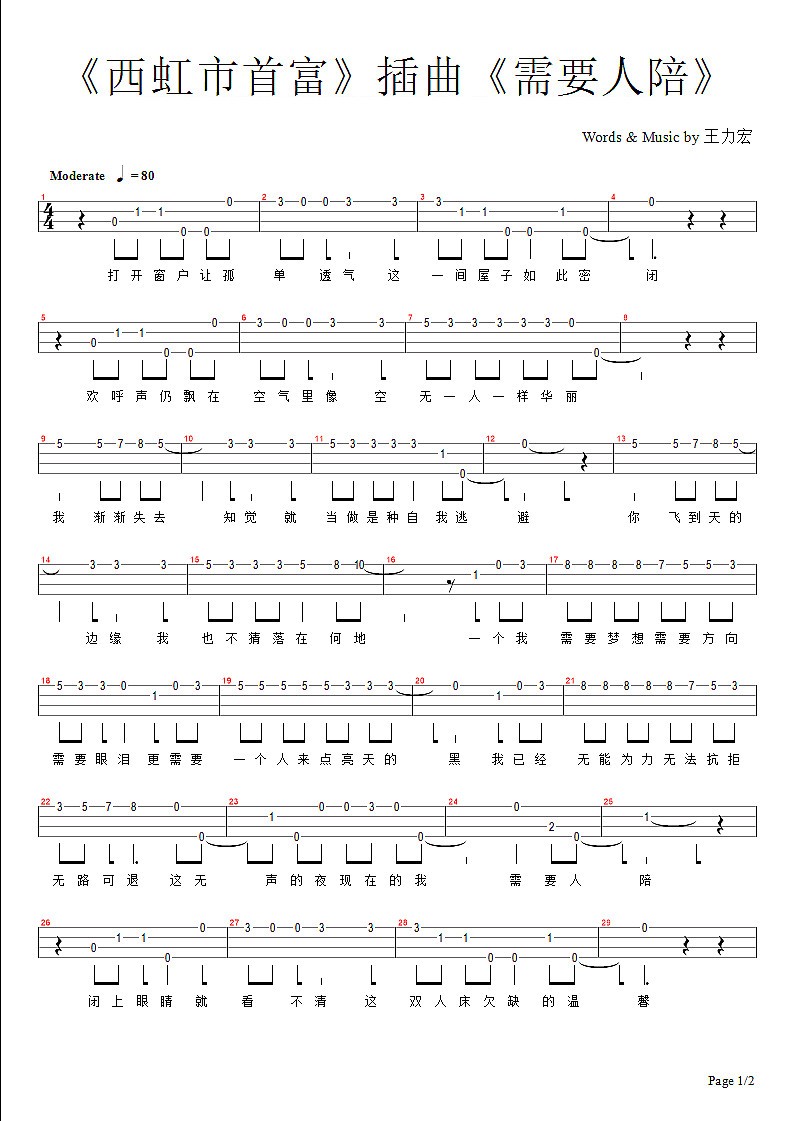 《西虹市首富》插曲《需要人陪》
Words & Music by 王力宏
Moderate ♩ = 80
1 2 3 4
4/4 0 1 1 0 0 0 3 0 0 3 3 3 1 1 0 0 1 0 0
打 开 窗 户 让 孤 单 透 气 这 一 间 屋 子 如 此 密 闭
5 6 7 8
0 1 1 0 0 0 3 0 0 3 3 5 3 3 3 3 3 0 0
欢 呼 声 仍 飘 在 空 气 里 像 空 无 一 人 一 样 华 丽
9 10 11 12 13
5 5 7 8 5 3 3 3 5 3 3 3 3 1 0 0 5 5 7 8 5
我 渐 渐 失 去 知 觉 就 当 做 是 种 自 我 逃 避 你 飞 到 天 的
14 15 16 17
3 3 3 5 3 3 3 5 8 10 1 0 3 8 8 8 8 7 5 5 3
边 缘 我 也 不 猜 落 在 何 地 一 个 我 需 要 梦 想 需 要 方 向
18 19 20 21
5 3 3 0 1 0 3 5 5 5 5 5 3 3 3 0 1 0 3 8 8 8 8 8 7 5 3
需 要 眼 泪 更 需 要 一 个 人 来 点 亮 天 的 黑 我 已 经 无 能 为 力 无 法 抗 拒
22 23 24 25
3 5 7 8 0 0 1 0 0 0 3 0 0 0 2 0 1
无 路 可 退 这 无 声 的 夜 现 在 的 我 需 要 人 陪
26 27 28 29
0 1 1 0 0 3 0 0 3 3 3 1 1 0 0 1 0 0
闭 上 眼 睛 就 看 不 清 这 双 人 床 欠 缺 的 温 馨
Page 1/2